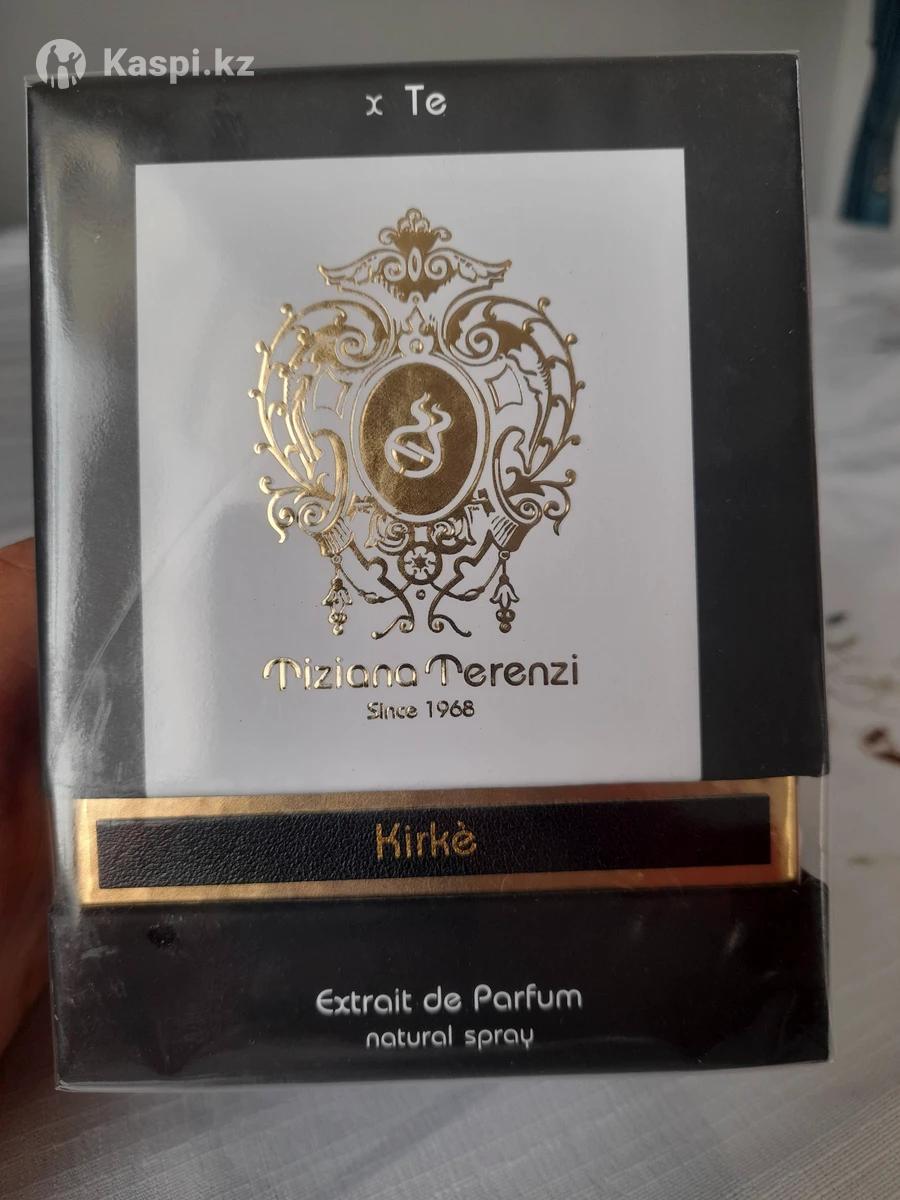 Kaspi.kz
x Te
Tiziana Terenzi
Since 1968
Kirkè
Extrait de Parfum
natural spray